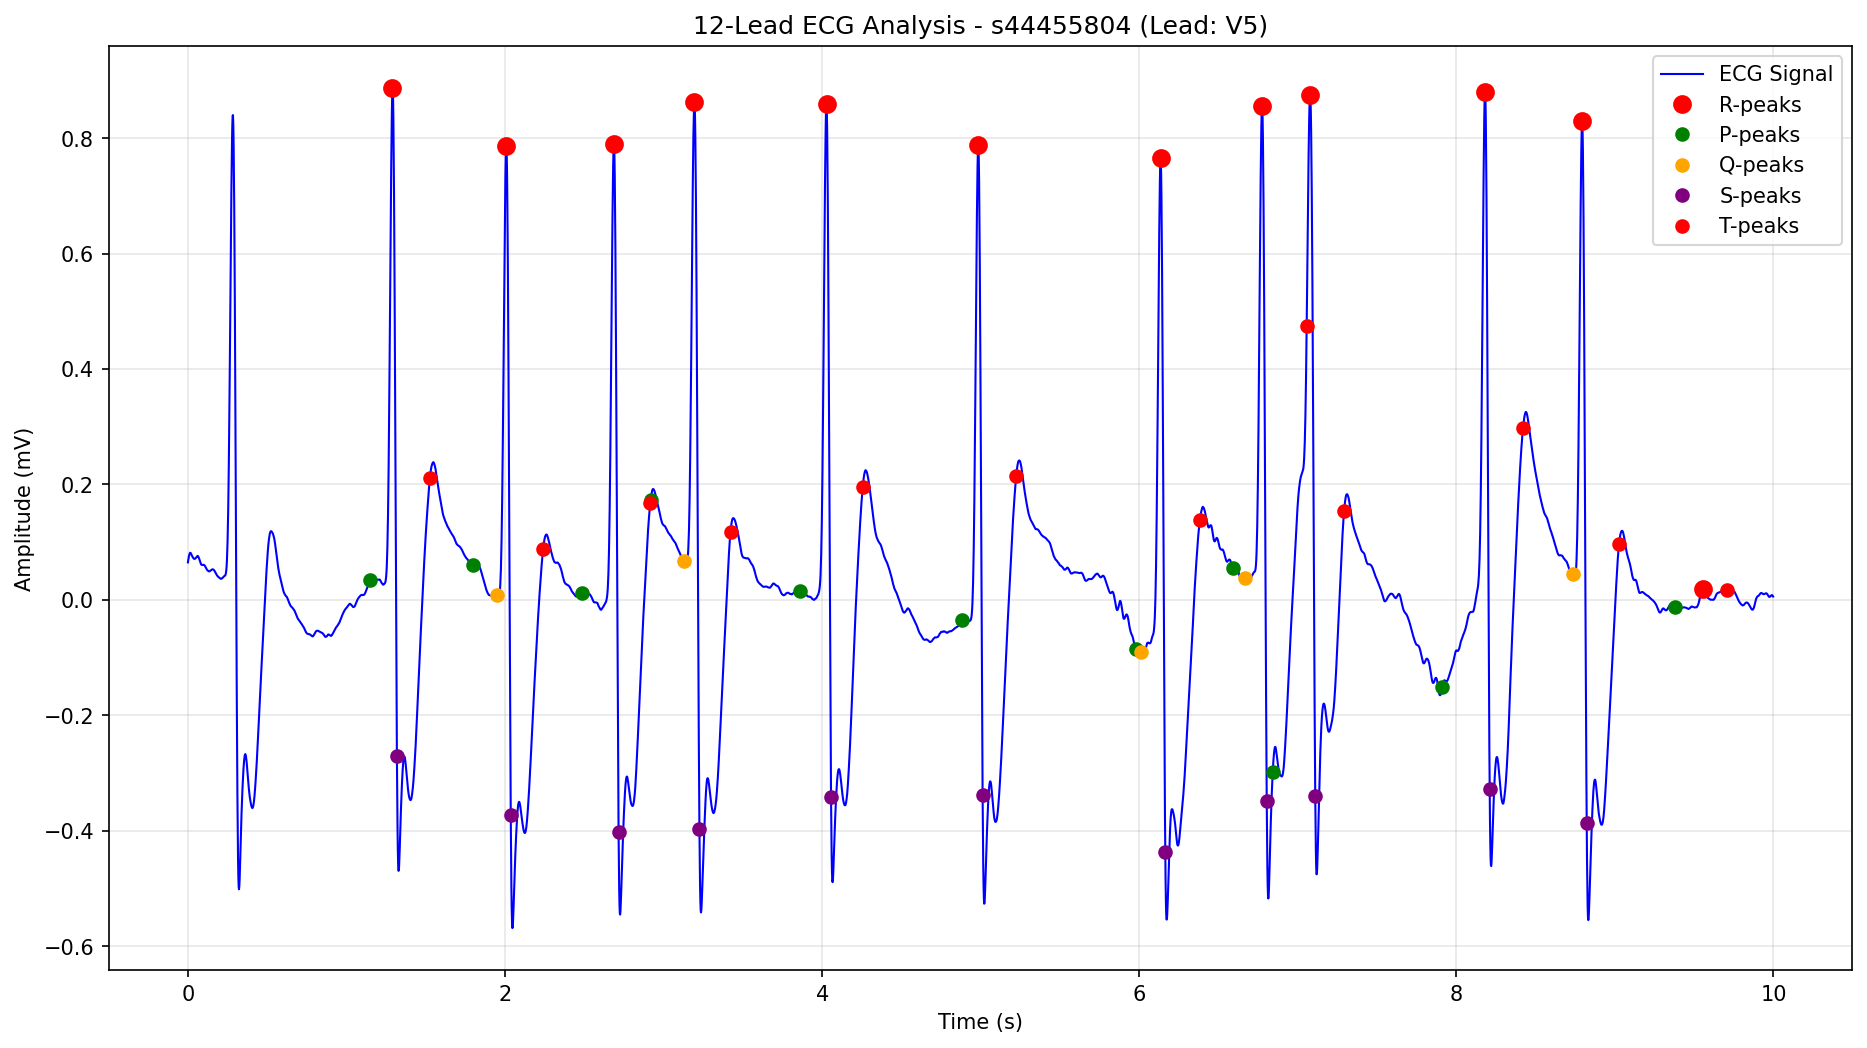 12-Lead ECG Analysis - s44455804 (Lead: V5)
ECG Signal
R-peaks
P-peaks
Q-peaks
S-peaks
T-peaks
Amplitude (mV)
0.8
0.6
0.4
0.2
0.0
−0.2
−0.4
−0.6
0 2 4 6 8 10
Time (s)